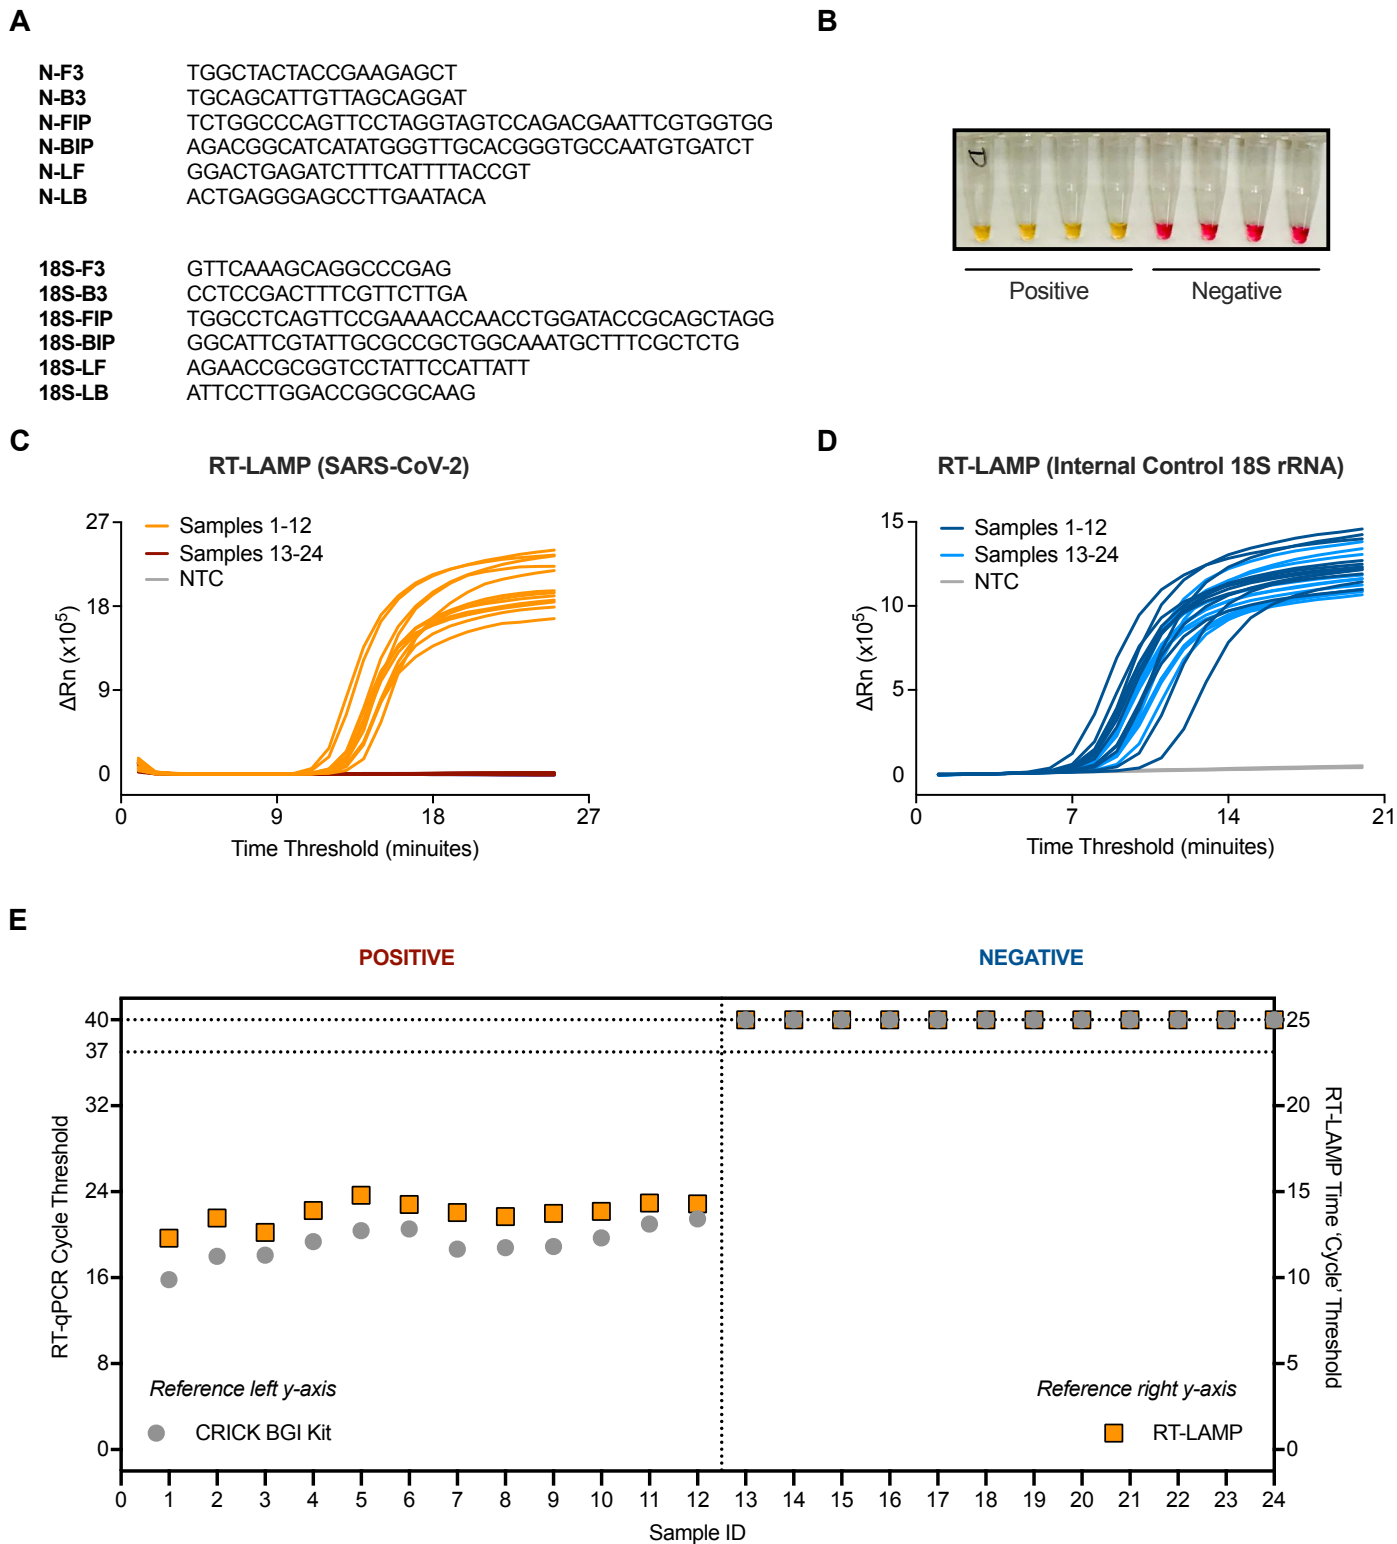 A
N-F3 TGGCTACTACCGAAGAGCT
N-B3 TGCAGCATTGTTAGCAGGAT
N-FIP TCTGGCCCAGTTCCTAGGTAGTCCAGACGAATTCGTGGTGG
N-BIP AGACGGCATCATATGGGTTGCACGGGTGCCAATGTGATCT
N-LF GGACTGAGATCTTTCATTTTACCGT
N-LB ACTGAGGGAGCCTTGAATACA
18S-F3 GTTCAAAGCAGGCCCGAG
18S-B3 CCTCCGACTTTCGTTCTTGA
18S-FIP TGGCCTCAGTTCCGAAAACCAACCTGGATACCGCAGCTAGG
18S-BIP GGCATTCGTATTGCGCCGCTGGCAAATGCTTTCGCTCTG
18S-LF AGAACCGCGGTCCTATTCCATTATT
18S-LB ATTCCTTGGACCGGCGCAAG
B
Positive Negative
C
RT-LAMP (SARS-CoV-2)
Samples 1-12
Samples 13-24
NTC
27
18
9
0
ΔRn (x10⁵)
0 9 18 27
Time Threshold (minuites)
D
RT-LAMP (Internal Control 18S rRNA)
Samples 1-12
Samples 13-24
NTC
15
10
5
0
ΔRn (x10⁵)
0 7 14 21
Time Threshold (minuites)
E
POSITIVE NEGATIVE
40
37
32
24
16
8
0
RT-qPCR Cycle Threshold
25
20
15
10
5
0
RT-LAMP Time 'Cycle' Threshold
Reference left y-axis
CRICK BGI Kit
Reference right y-axis
RT-LAMP
0 1 2 3 4 5 6 7 8 9 10 11 12 13 14 15 16 17 18 19 20 21 22 23 24
Sample ID